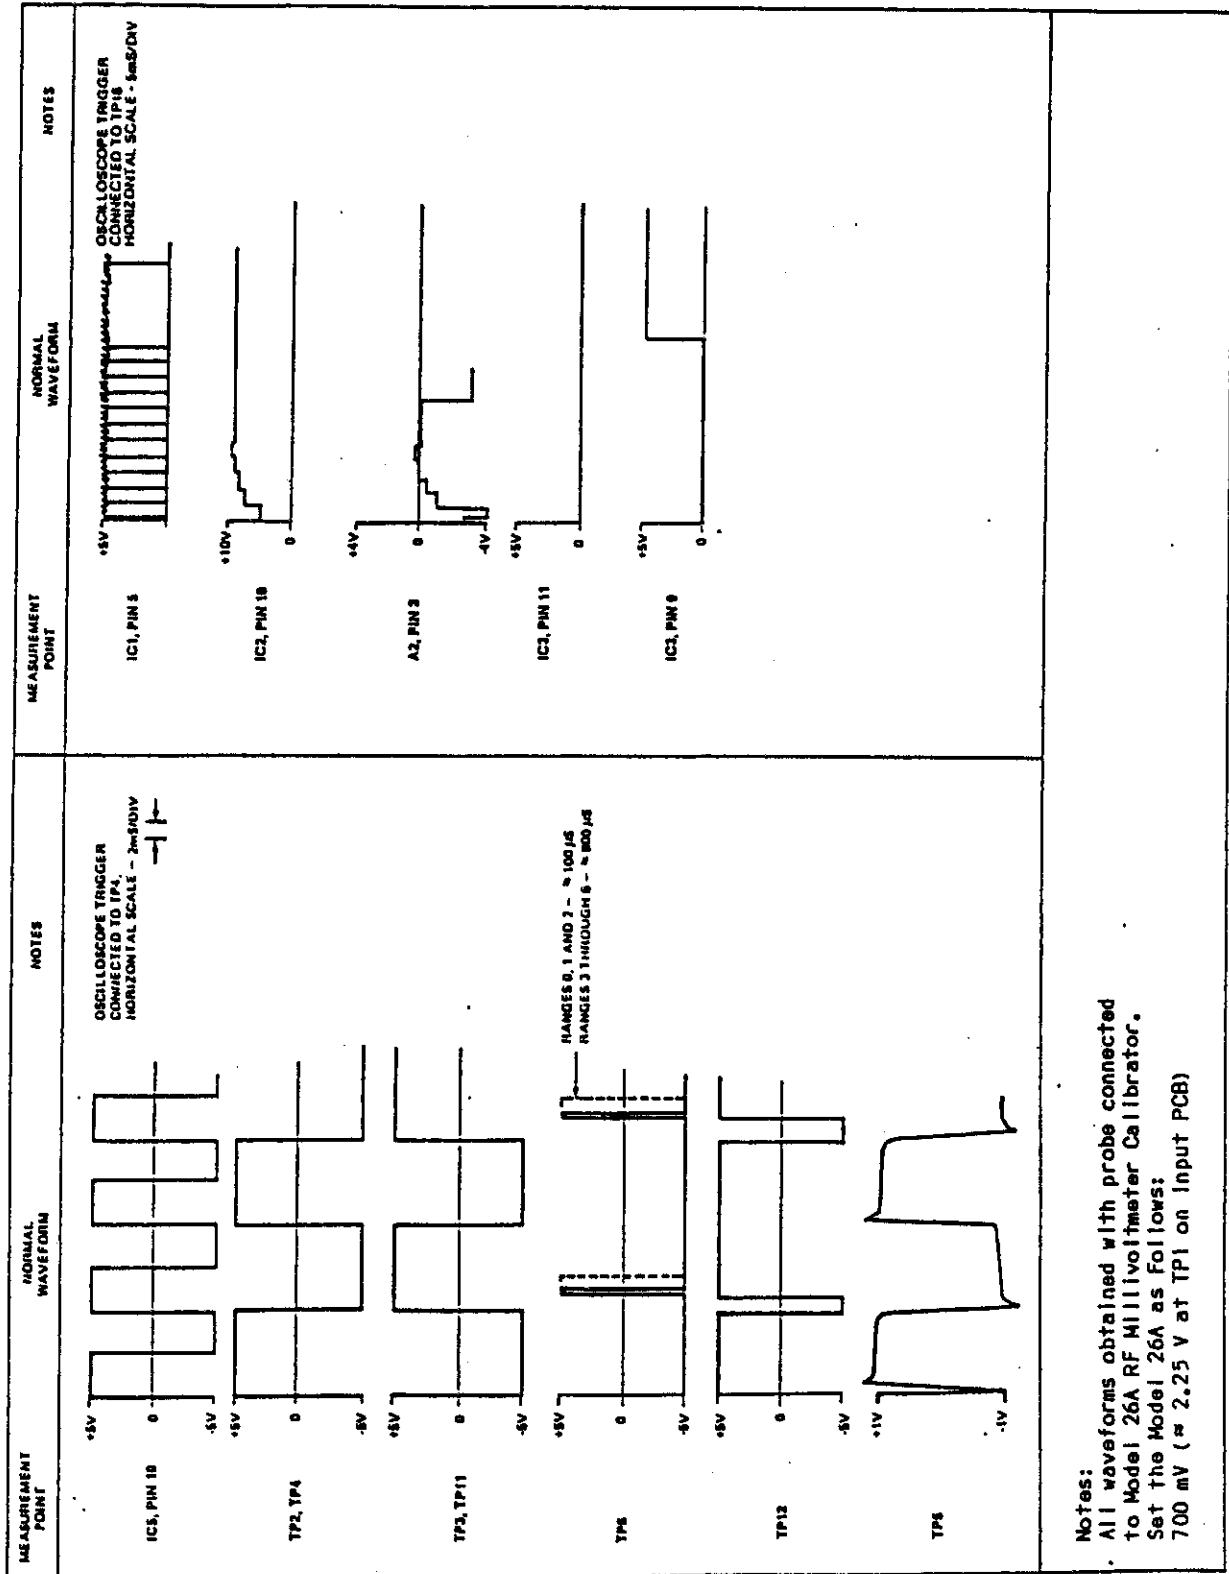 MEASUREMENT
POINT
NORMAL
WAVEFORM
NOTES
OSCILLOSCOPE TRIGGER
CONNECTED TO TP4,
HORIZONTAL SCALE – 2mS/DIV
IC5, PIN 10
+5V
0
-5V
TP2, TP4
+5V
0
-5V
TP3, TP11
+5V
0
-5V
RANGES 0, 1 AND 2 – ≈ 100 µS
RANGES 3 THROUGH 6 – ≈ 800 µS
+5V
0
-5V
TP12
+5V
0
-5V
+1V
-1V
MEASUREMENT
POINT
NORMAL
WAVEFORM
NOTES
OSCILLOSCOPE TRIGGER
CONNECTED TO
HORIZONTAL SCALE - 5mS/DIV
IC1, PIN 5
+5V
IC2, PIN 10
+10V
0
A2, PIN 3
+4V
0
-4V
IC3, PIN 11
+5V
0
IC3, PIN 9
+5V
0
Notes:
All waveforms obtained with probe connected
to Model 26A RF Millivoltmeter Calibrator.
Set the Model 26A as Follows:
700 mV (≈ 2.25 V at TP1 on Input PCB)